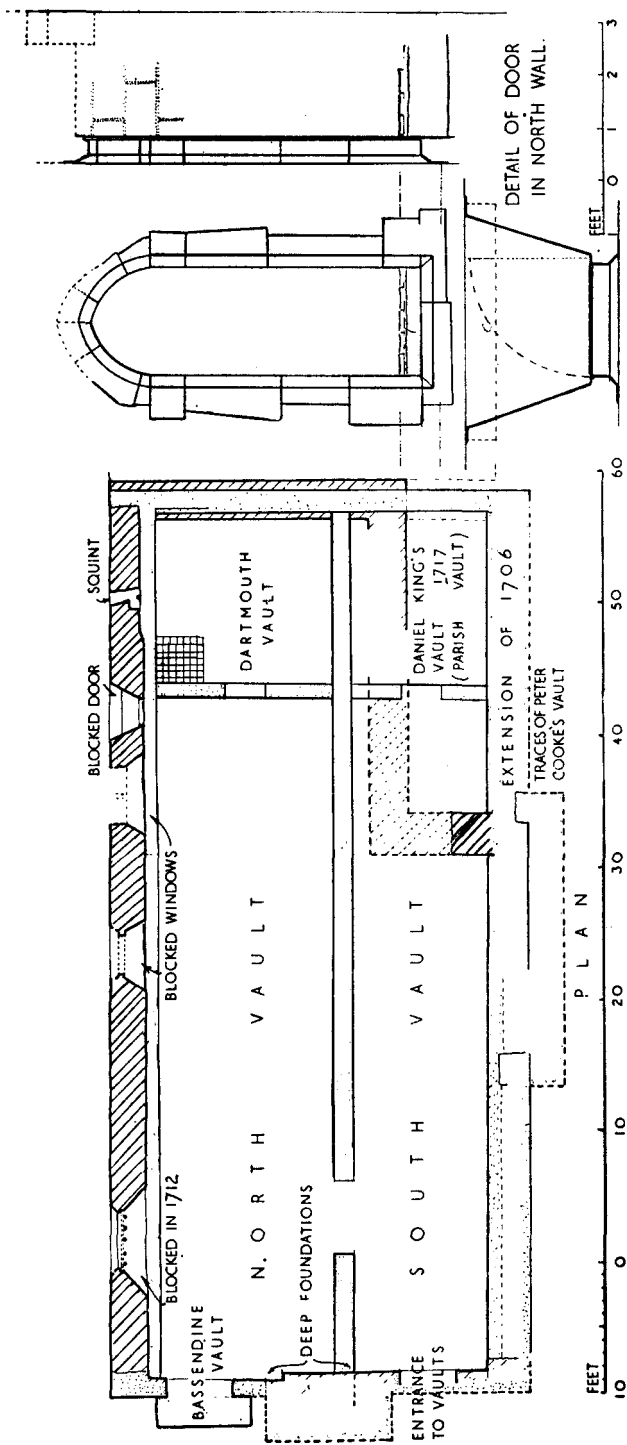 DETAIL OF DOOR
IN NORTH WALL.
FEET
0 1 2 3
SQUINT
BLOCKED DOOR
BLOCKED WINDOWS
BLOCKED IN 1712
DARTMOUTH
VAULT
NORTH VAULT
BASSENDINE
VAULT
DEEP FOUNDATIONS
SOUTH VAULT
ENTRANCE
TO VAULTS
DANIEL KING'S
VAULT 1717
(PARISH VAULT)
EXTENSION OF 1706
TRACES OF PETER
COOKE'S VAULT
PLAN
FEET
10 0 10 20 30 40 50 60